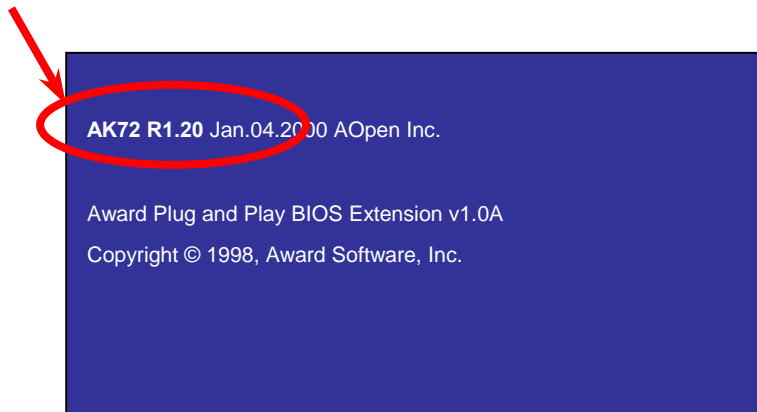 AK72 R1.20 Jan.04.2000 AOpen Inc.
Award Plug and Play BIOS Extension v1.0A
Copyright © 1998, Award Software, Inc.